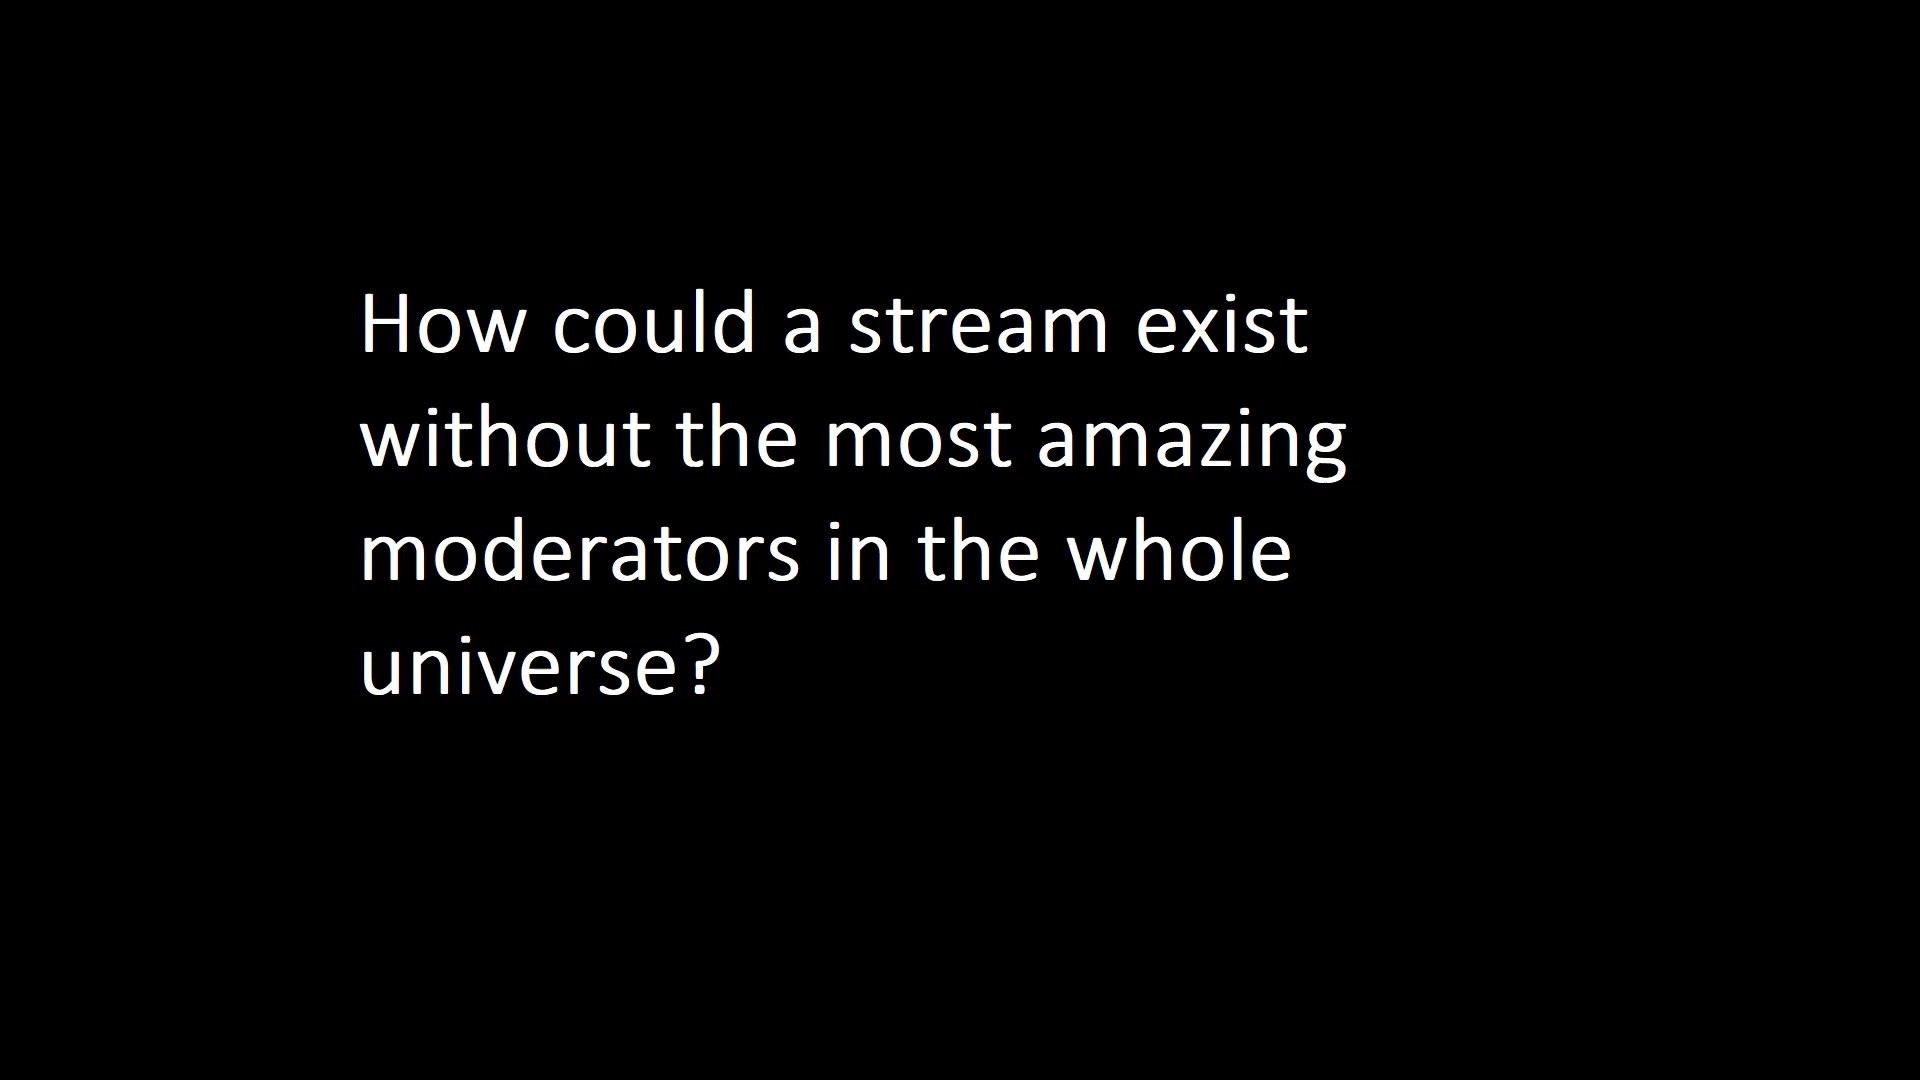 How could a stream exist
without the most amazing
moderators in the whole
universe?